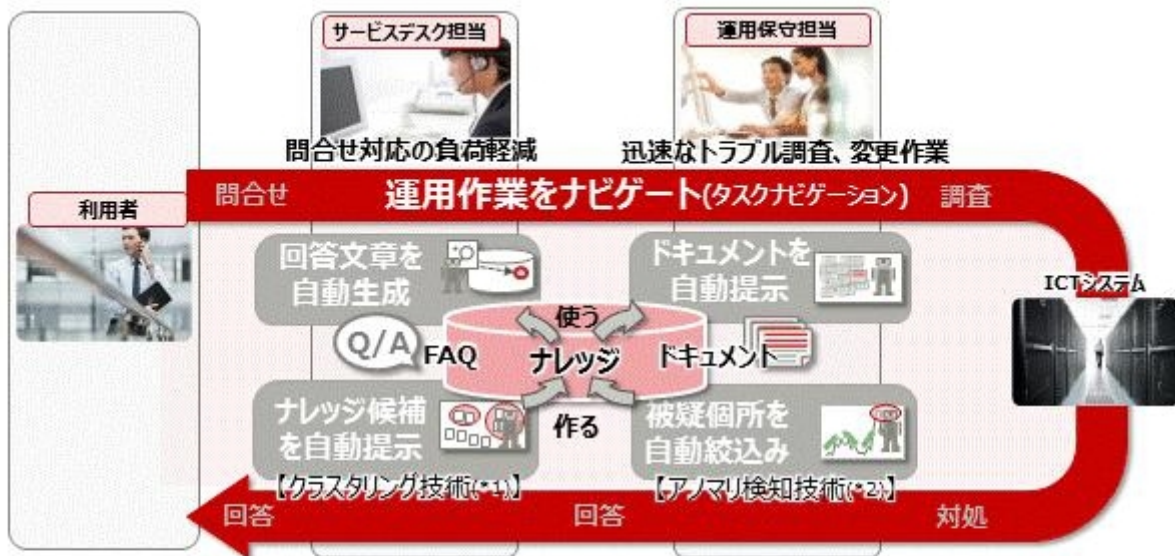 サービスデスク担当
運用保守担当
問合せ対応の負荷軽減
迅速なトラブル調査、変更作業
利用者
問合せ
運用作業をナビゲート(タスクナビゲーション)
調査
回答文章を
自動生成
ドキュメントを
自動提示
ICTシステム
使う
Q/A
FAQ
ナレッジ
ドキュメント
ナレッジ候補
を自動提示
作る
被疑個所を
自動絞込み
【クラスタリング技術(*1)】
【アノマリ検知技術(*2)】
回答
回答
対処